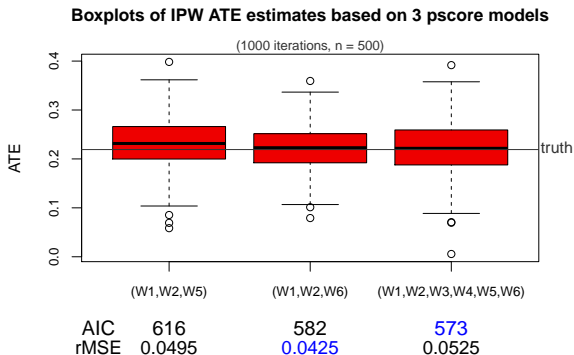 Boxplots of IPW ATE estimates based on 3 pscore models
(1000 iterations, n = 500)
0.4
0.3
0.2
0.1
0.0
ATE
truth
(W1,W2,W5) (W1,W2,W6) (W1,W2,W3,W4,W5,W6)
AIC 616 582 573
rMSE 0.0495 0.0425 0.0525